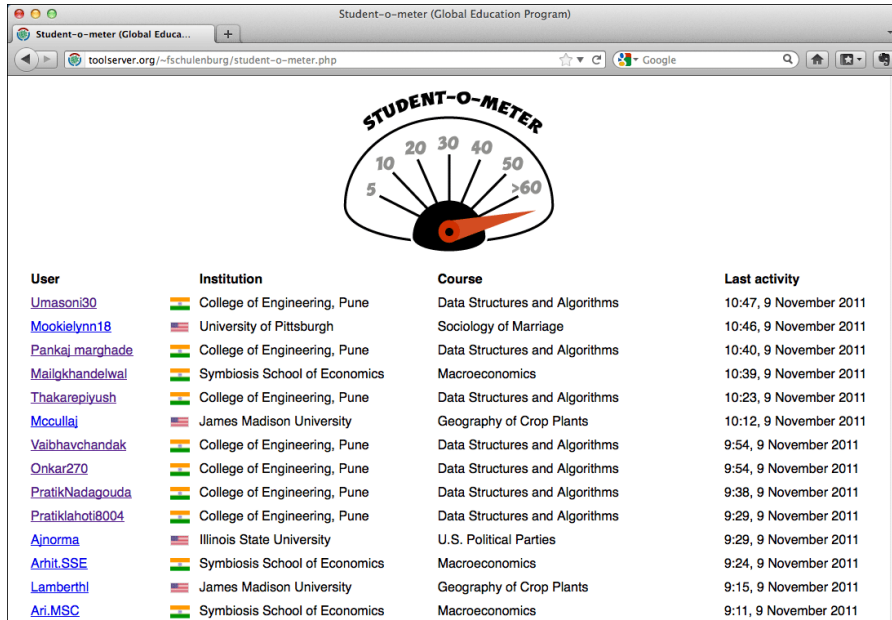 Student-o-meter (Global Education Program)
Student-o-meter (Global Educa...
toolserver.org/~fschulenburg/student-o-meter.php
Google
STUDENT-O-METER
5 10 20 30 40 50 >60
User Institution Course Last activity
Umasoni30 College of Engineering, Pune Data Structures and Algorithms 10:47, 9 November 2011
Mookielynn18 University of Pittsburgh Sociology of Marriage 10:46, 9 November 2011
Pankaj marghade College of Engineering, Pune Data Structures and Algorithms 10:40, 9 November 2011
Mailgkhandelwal Symbiosis School of Economics Macroeconomics 10:39, 9 November 2011
Thakarepiyush College of Engineering, Pune Data Structures and Algorithms 10:23, 9 November 2011
Mccullaj James Madison University Geography of Crop Plants 10:12, 9 November 2011
Vaibhavchandak College of Engineering, Pune Data Structures and Algorithms 9:54, 9 November 2011
Onkar270 College of Engineering, Pune Data Structures and Algorithms 9:54, 9 November 2011
PratikNadagouda College of Engineering, Pune Data Structures and Algorithms 9:38, 9 November 2011
Pratiklahoti8004 College of Engineering, Pune Data Structures and Algorithms 9:29, 9 November 2011
Ajnorma Illinois State University U.S. Political Parties 9:29, 9 November 2011
Arhit.SSE Symbiosis School of Economics Macroeconomics 9:24, 9 November 2011
Lamberthl James Madison University Geography of Crop Plants 9:15, 9 November 2011
Ari.MSC Symbiosis School of Economics Macroeconomics 9:11, 9 November 2011